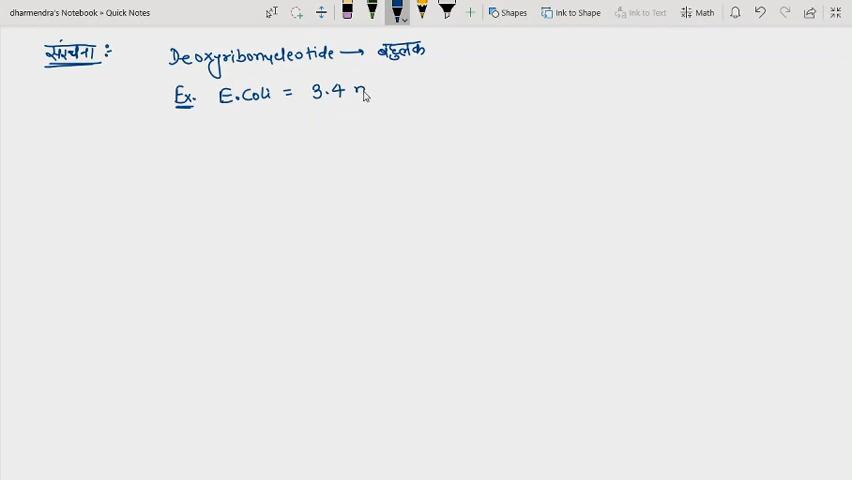 dharmendra's Notebook » Quick Notes Shapes Ink to Shape Ink to Text Math
संरचना :- Deoxyribonycleotide → बहुलक
Ex. E.Coli = 3.4 n